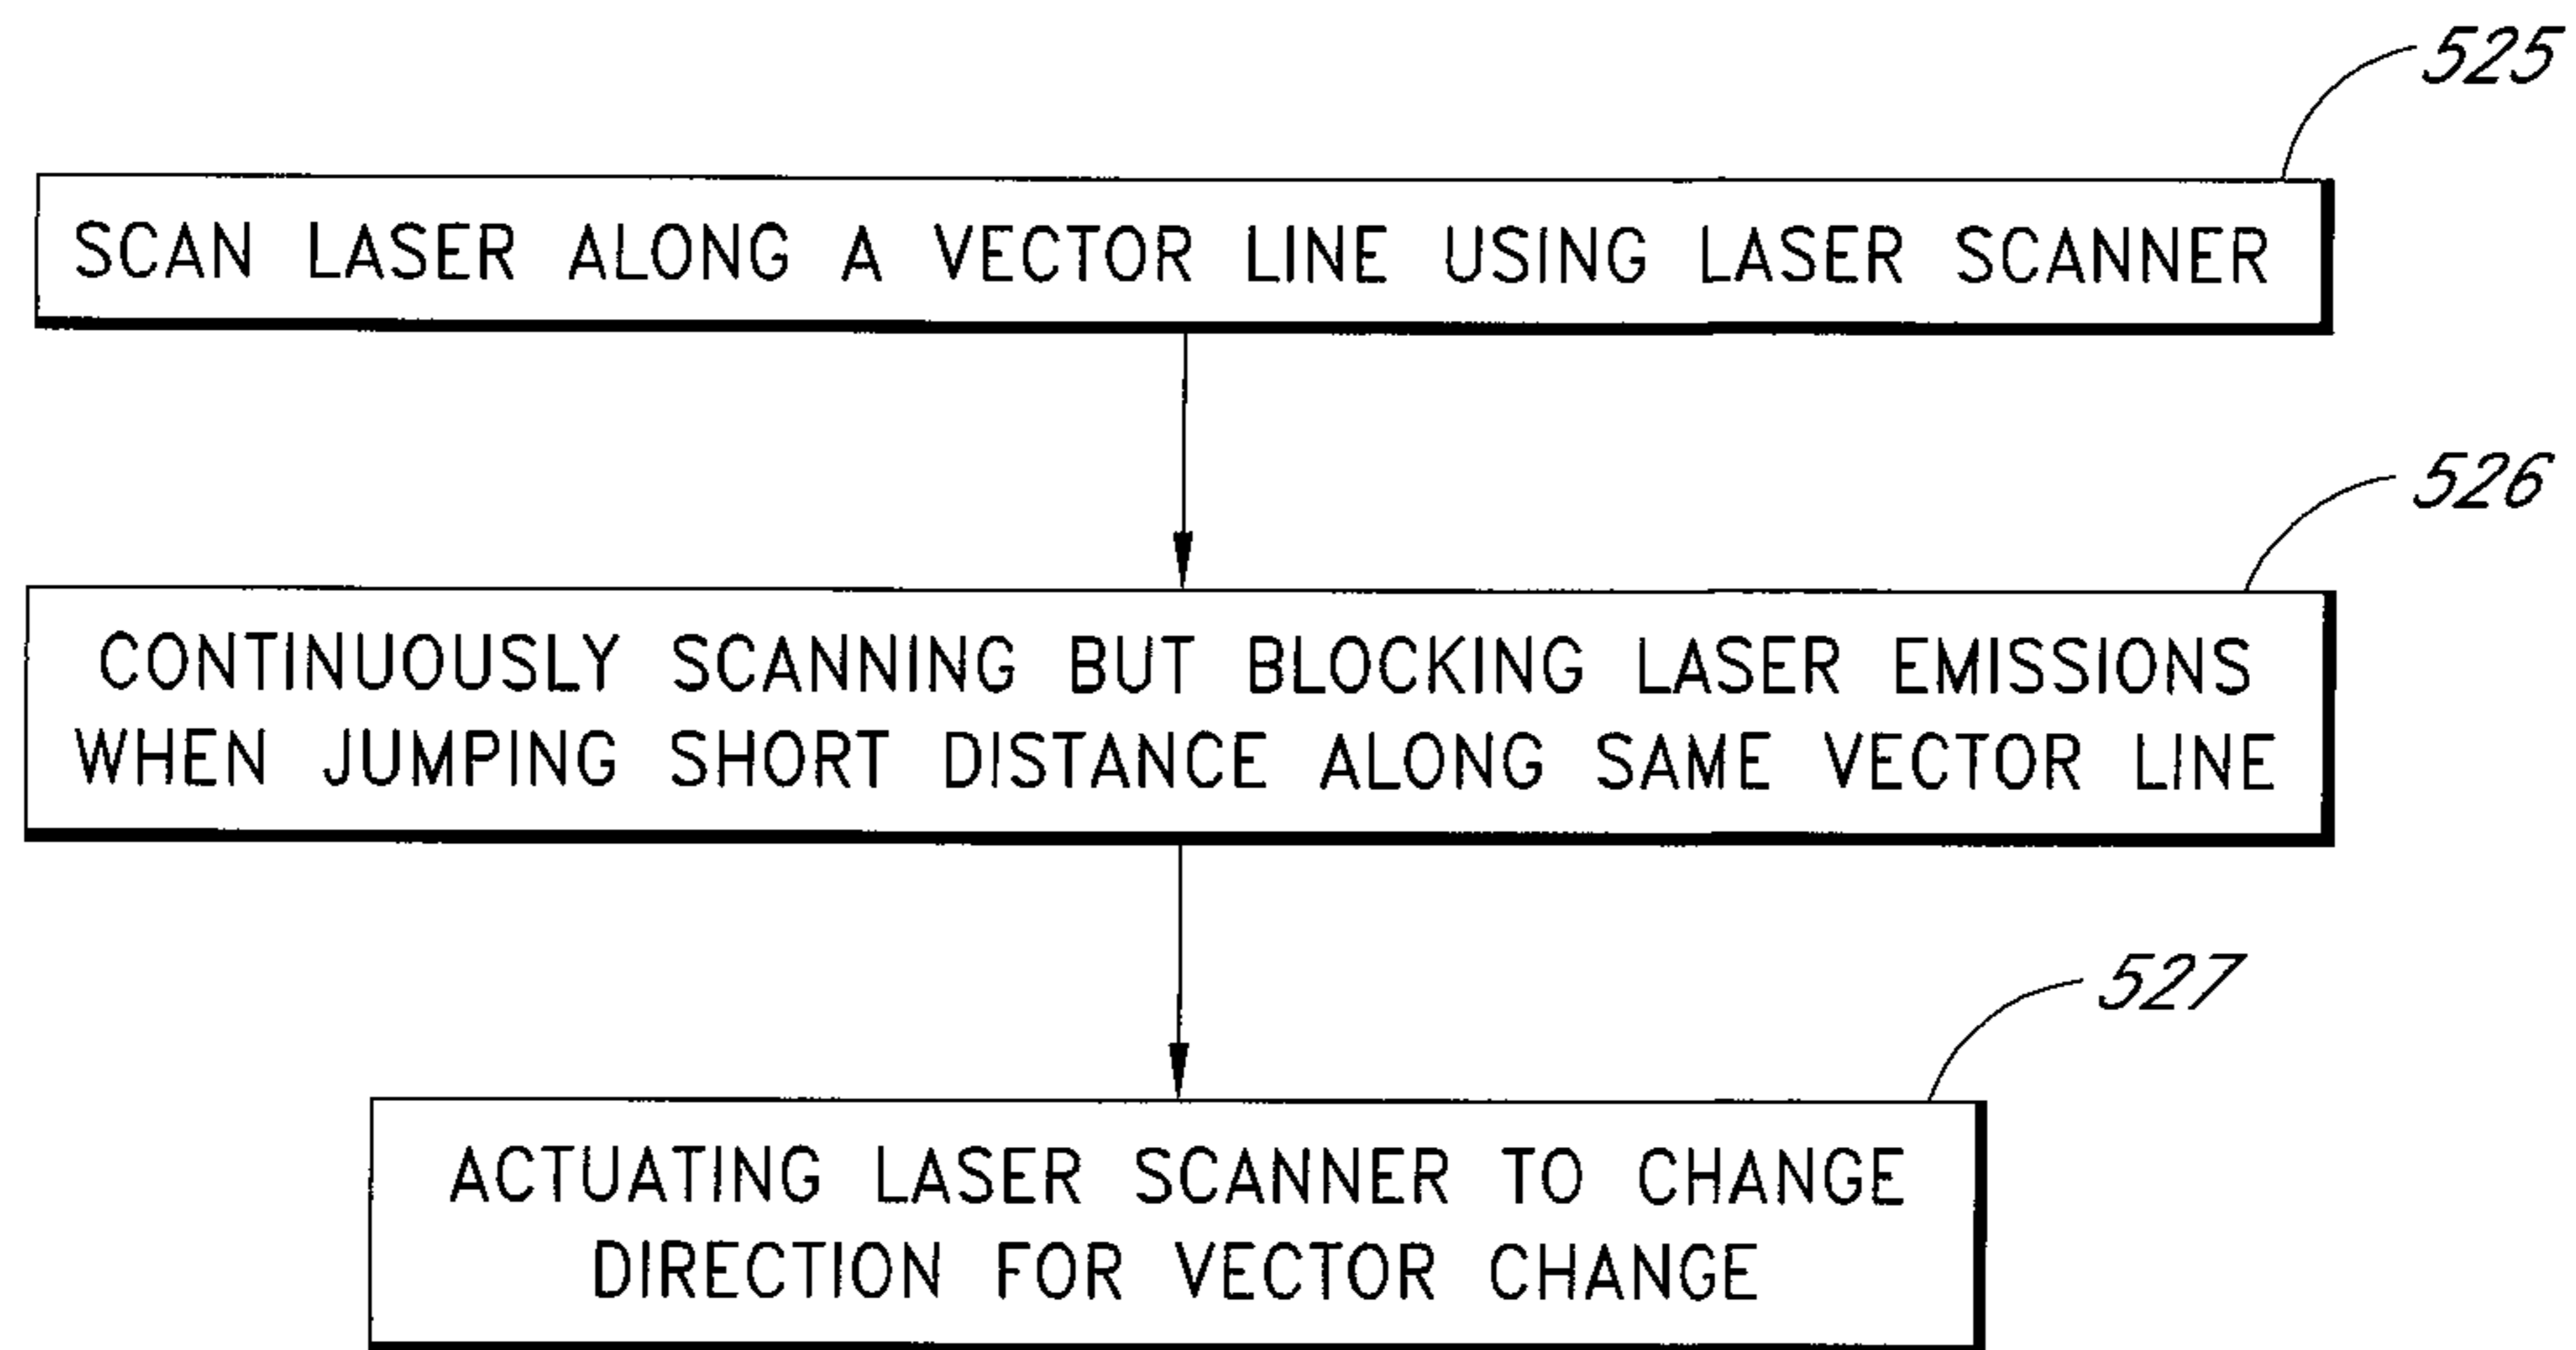 525
SCAN LASER ALONG A VECTOR LINE USING LASER SCANNER
526
CONTINUOUSLY SCANNING BUT BLOCKING LASER EMISSIONS
WHEN JUMPING SHORT DISTANCE ALONG SAME VECTOR LINE
527
ACTUATING LASER SCANNER TO CHANGE
DIRECTION FOR VECTOR CHANGE